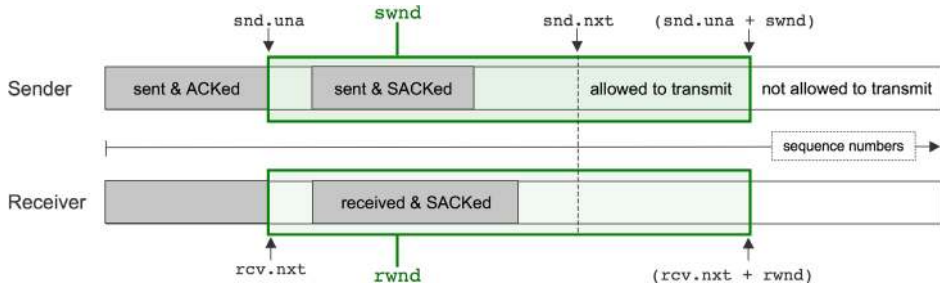 swnd
snd.una snd.nxt (snd.una + swnd)
Sender sent & ACKed sent & SACKed allowed to transmit not allowed to transmit
sequence numbers
Receiver received & SACKed
rcv.nxt rwnd (rcv.nxt + rwnd)